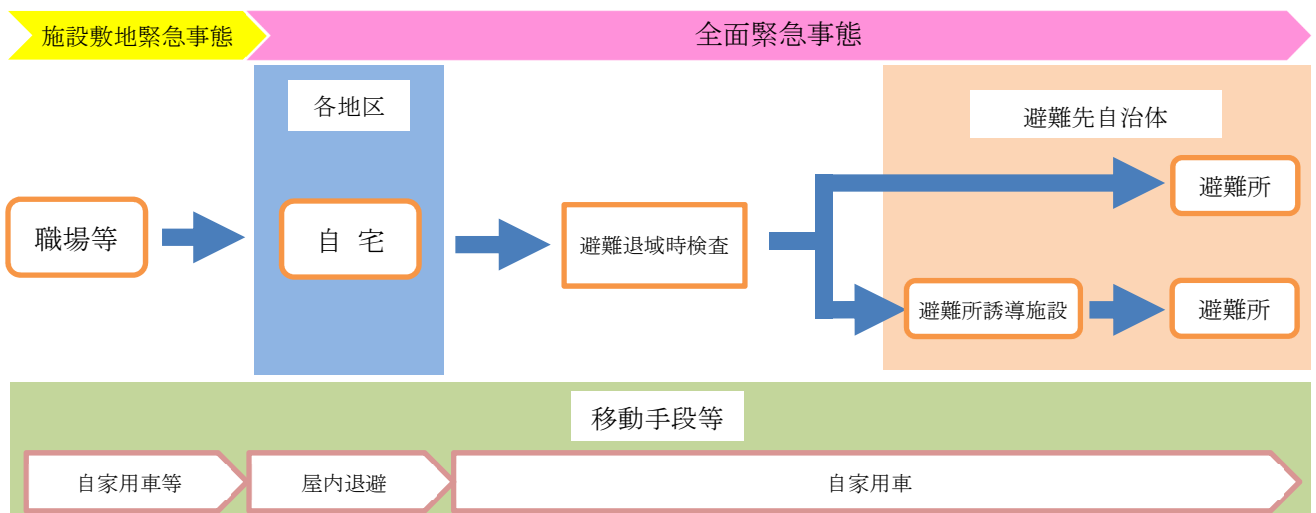 施設敷地緊急事態
全面緊急事態
各地区
避難先自治体
職場等
自 宅
避難退域時検査
避難所
避難所誘導施設
避難所
移動手段等
自家用車等
屋内退避
自家用車